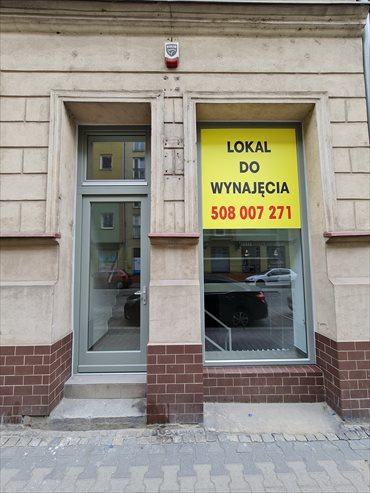 LOKAL
DO
WYNAJĘCIA
508 007 271